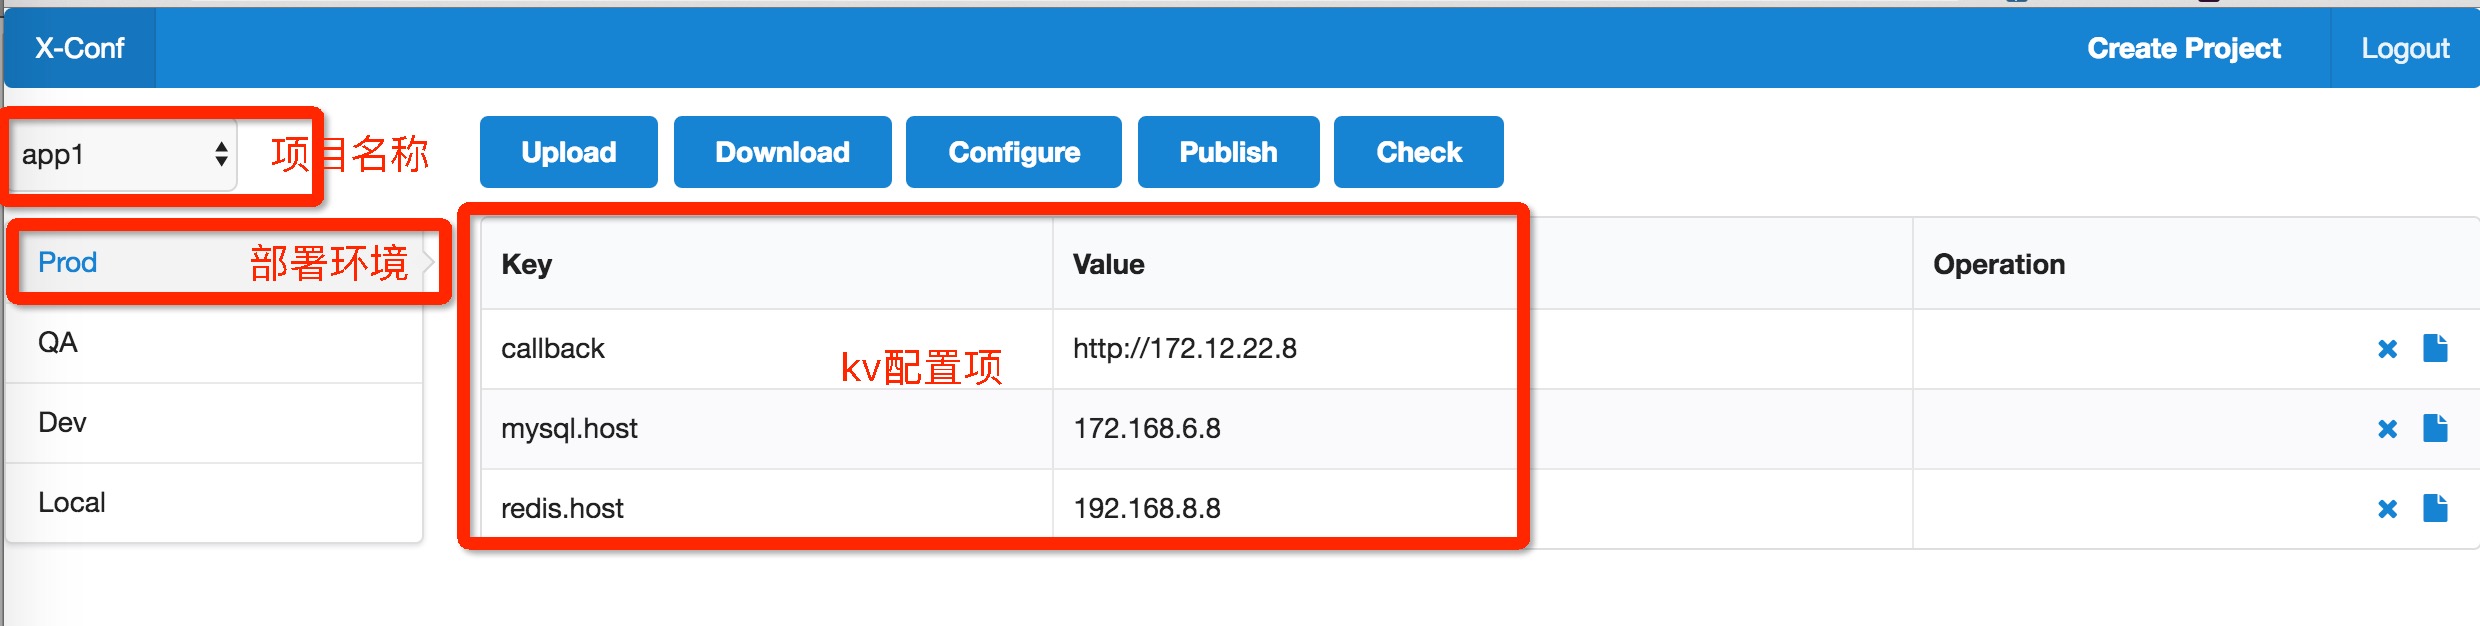 X-Conf Create Project Logout
app1 项目名称 Upload Download Configure Publish Check
Prod 部署环境
QA
Dev
Local
Key Value Operation
callback http://172.12.22.8
kv配置项
mysql.host 172.168.6.8
redis.host 192.168.8.8